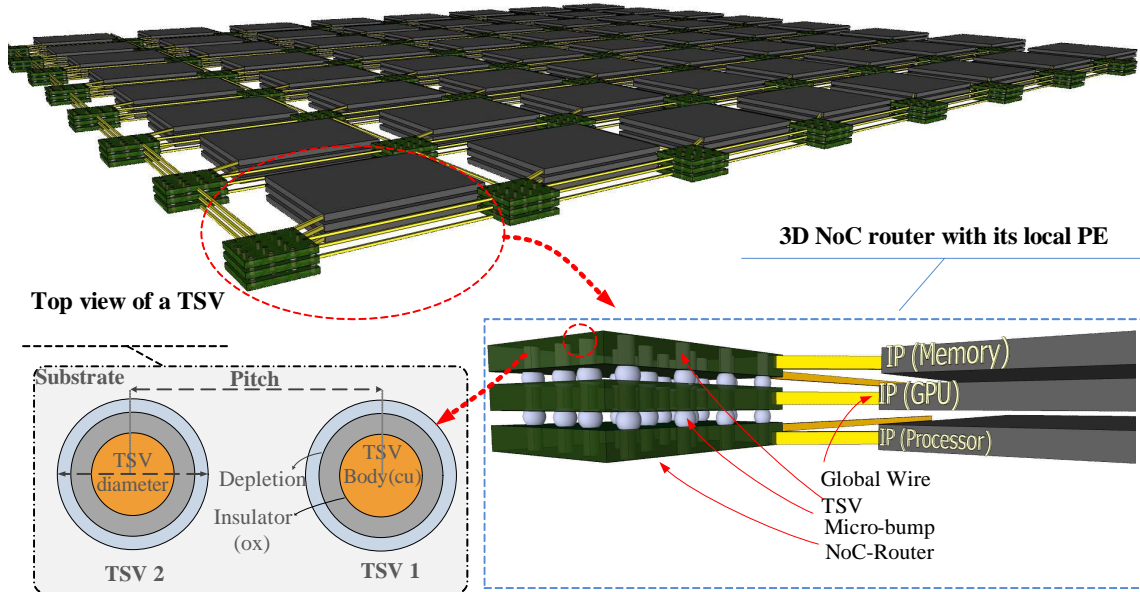 3D NoC router with its local PE
Top view of a TSV
Substrate
Pitch
TSV
diameter
TSV
Body(cu)
Depletion
Insulator
(ox)
TSV 2
TSV 1
IP (Memory)
IP (GPU)
IP (Processor)
Global Wire
TSV
Micro-bump
NoC-Router